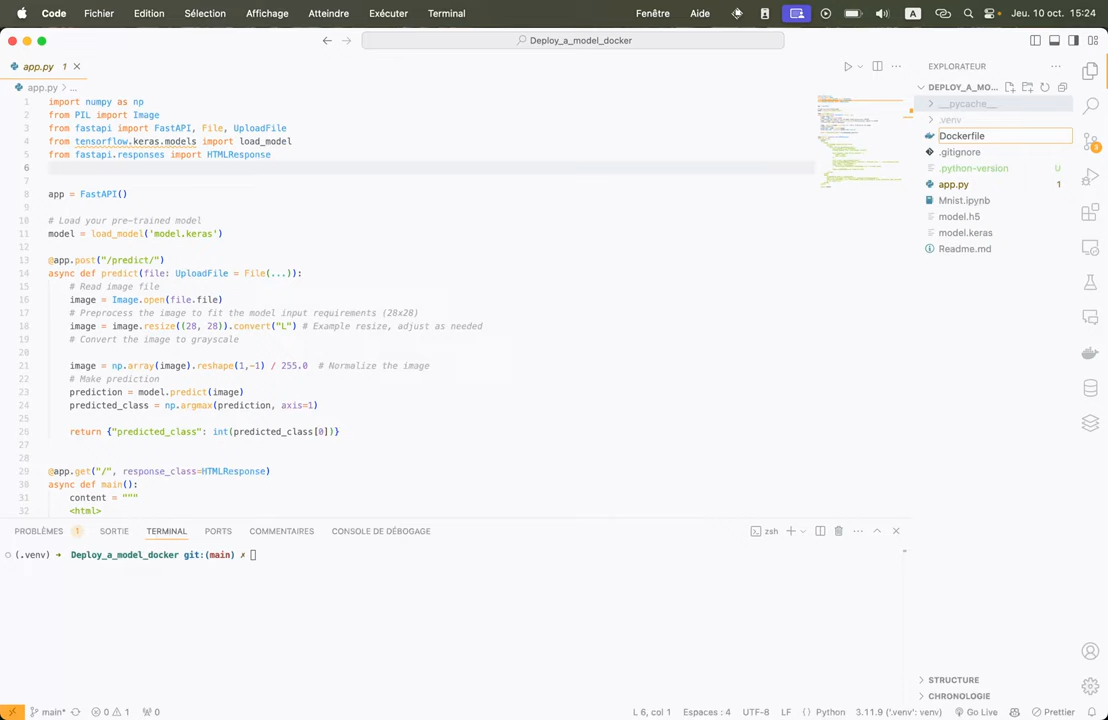 Code Fichier Edition Sélection Affichage Atteindre Exécuter Terminal Fenêtre Aide A Jeu. 10 oct. à 15:24
Deploy_a_model_docker
app.py 1
app.py > ...
1 import numpy as np
2 from PIL import Image
3 from fastapi import FastAPI, File, UploadFile
4 from tensorflow.keras.models import load_model
5 from fastapi.responses import HTMLResponse
6
7
8 app = FastAPI()
9
10 # Load your pre-trained model
11 model = load_model('model.keras')
12
13 @app.post("/predict/")
14 async def predict(file: UploadFile = File(...)):
15 # Read image file
16 image = Image.open(file.file)
17 # Preprocess the image to fit the model input requirements (28x28)
18 image = image.resize((28, 28)).convert("L") # Example resize, adjust as needed
19 # Convert the image to grayscale
20
21 image = np.array(image).reshape(1,-1) / 255.0 # Normalize the image
22 # Make prediction
23 prediction = model.predict(image)
24 predicted_class = np.argmax(prediction, axis=1)
25
26 return {"predicted_class": int(predicted_class[0])}
27
28
29 @app.get("/", response_class=HTMLResponse)
30 async def main():
31 content = """
32 <html>
EXPLORATEUR
DEPLOY_A_MO...
__pycache__
.venv
Dockerfile
.gitignore
.python-version U
app.py 1
Mnist.ipynb
model.h5
model.keras
Readme.md
3
STRUCTURE
CHRONOLOGIE
PROBLÈMES 1 SORTIE TERMINAL PORTS COMMENTAIRES CONSOLE DE DÉBOGAGE zsh
(.venv) → Deploy_a_model_docker git:(main) ✗
main* 0 1 0 L 6, col 1 Espaces : 4 UTF-8 LF Python 3.11.9 ('.venv': venv) Go Live Prettier